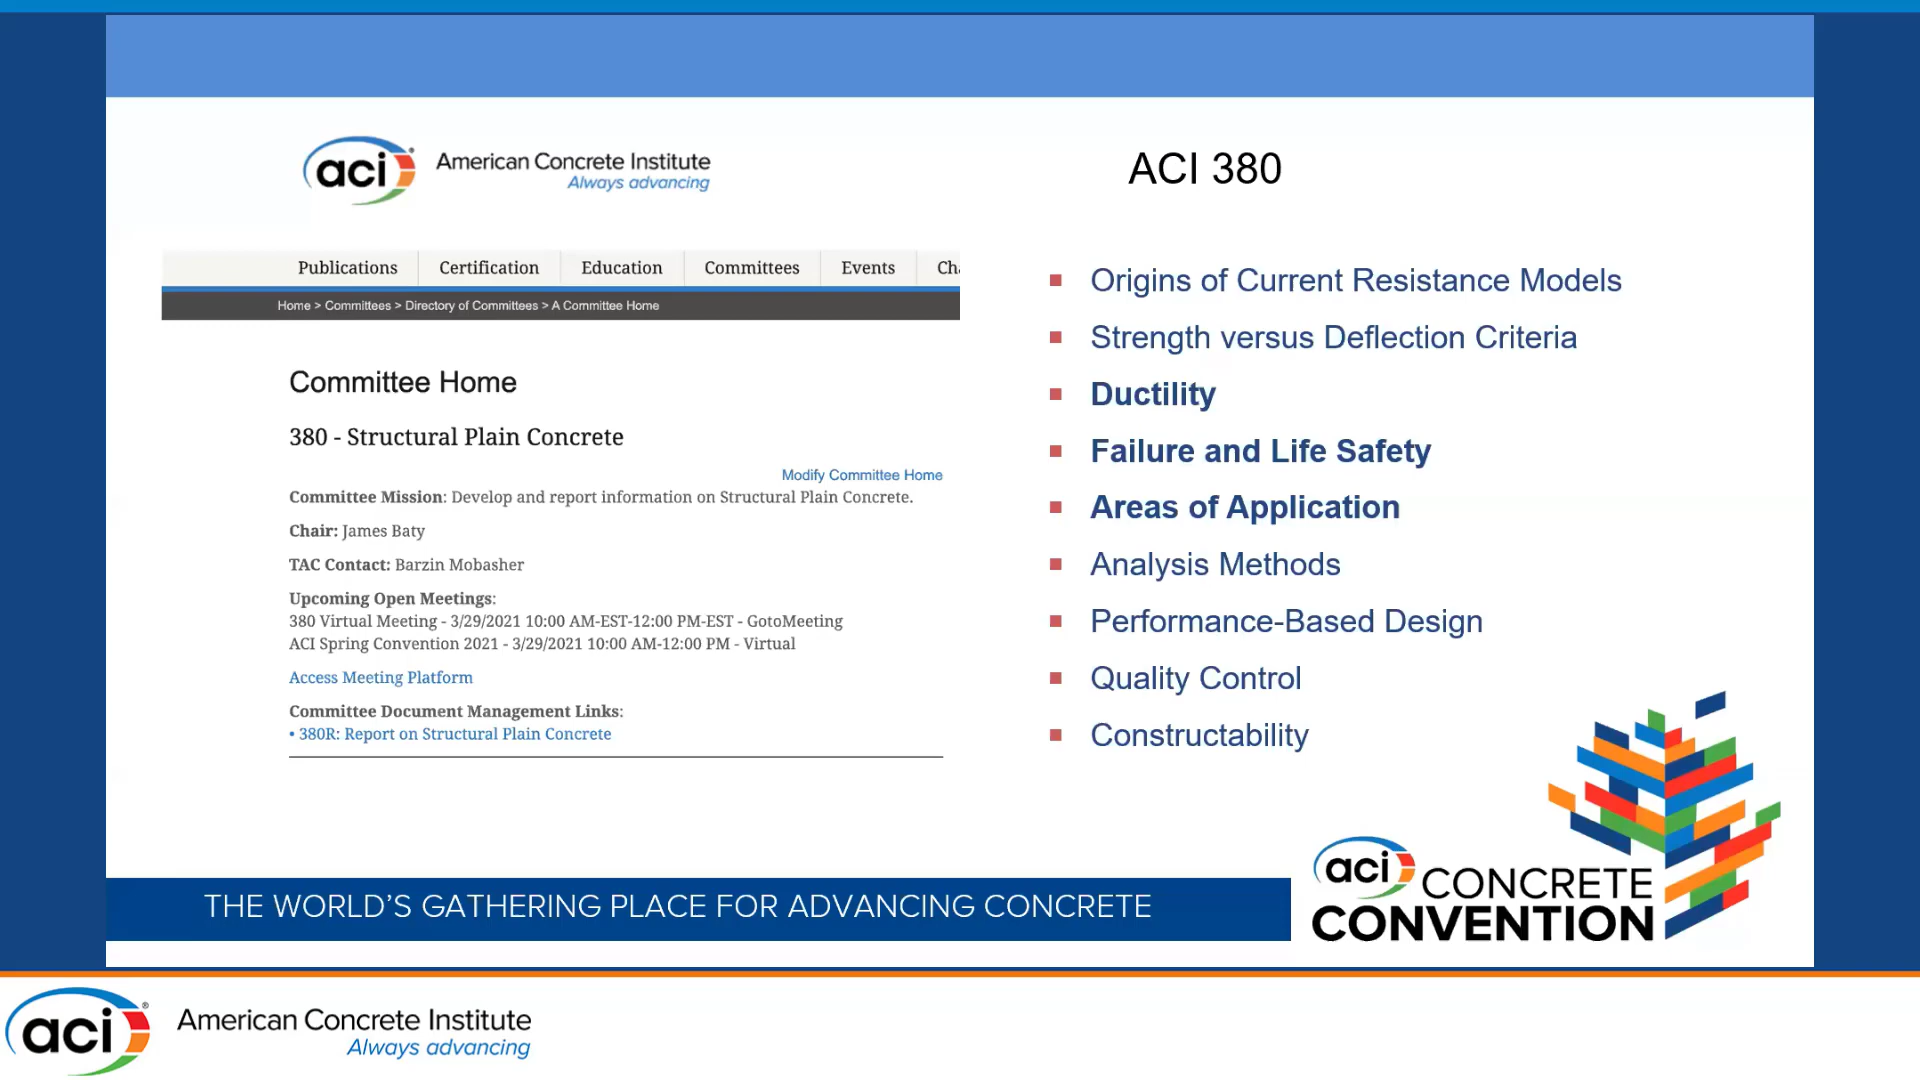 aci
American Concrete Institute
Always advancing
Publications Certification Education Committees Events Ch
Home > Committees > Directory of Committees > A Committee Home
Committee Home
380 - Structural Plain Concrete
Modify Committee Home
Committee Mission: Develop and report information on Structural Plain Concrete.
Chair: James Baty
TAC Contact: Barzin Mobasher
Upcoming Open Meetings:
380 Virtual Meeting - 3/29/2021 10:00 AM-EST-12:00 PM-EST - GotoMeeting
ACI Spring Convention 2021 - 3/29/2021 10:00 AM-12:00 PM - Virtual
Access Meeting Platform
Committee Document Management Links:
• 380R: Report on Structural Plain Concrete
ACI 380
Origins of Current Resistance Models
Strength versus Deflection Criteria
Ductility
Failure and Life Safety
Areas of Application
Analysis Methods
Performance-Based Design
Quality Control
Constructability
THE WORLD'S GATHERING PLACE FOR ADVANCING CONCRETE
aci CONCRETE
CONVENTION
aci®
American Concrete Institute
Always advancing